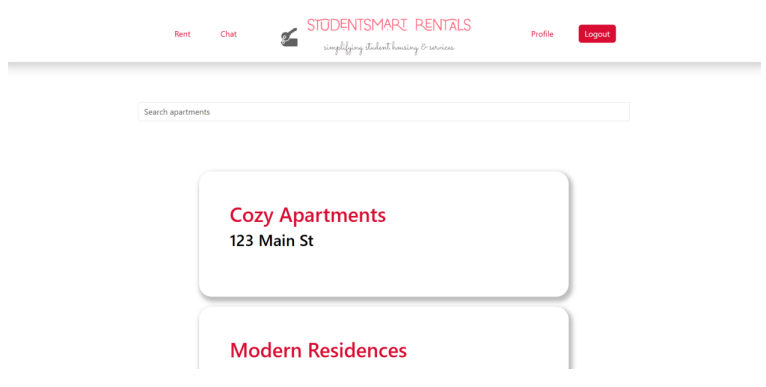 Rent
Chat
STUDENTSMART RENTALS
simplifying student housing & services
Profile
Logout
Search apartments
Cozy Apartments
123 Main St
Modern Residences